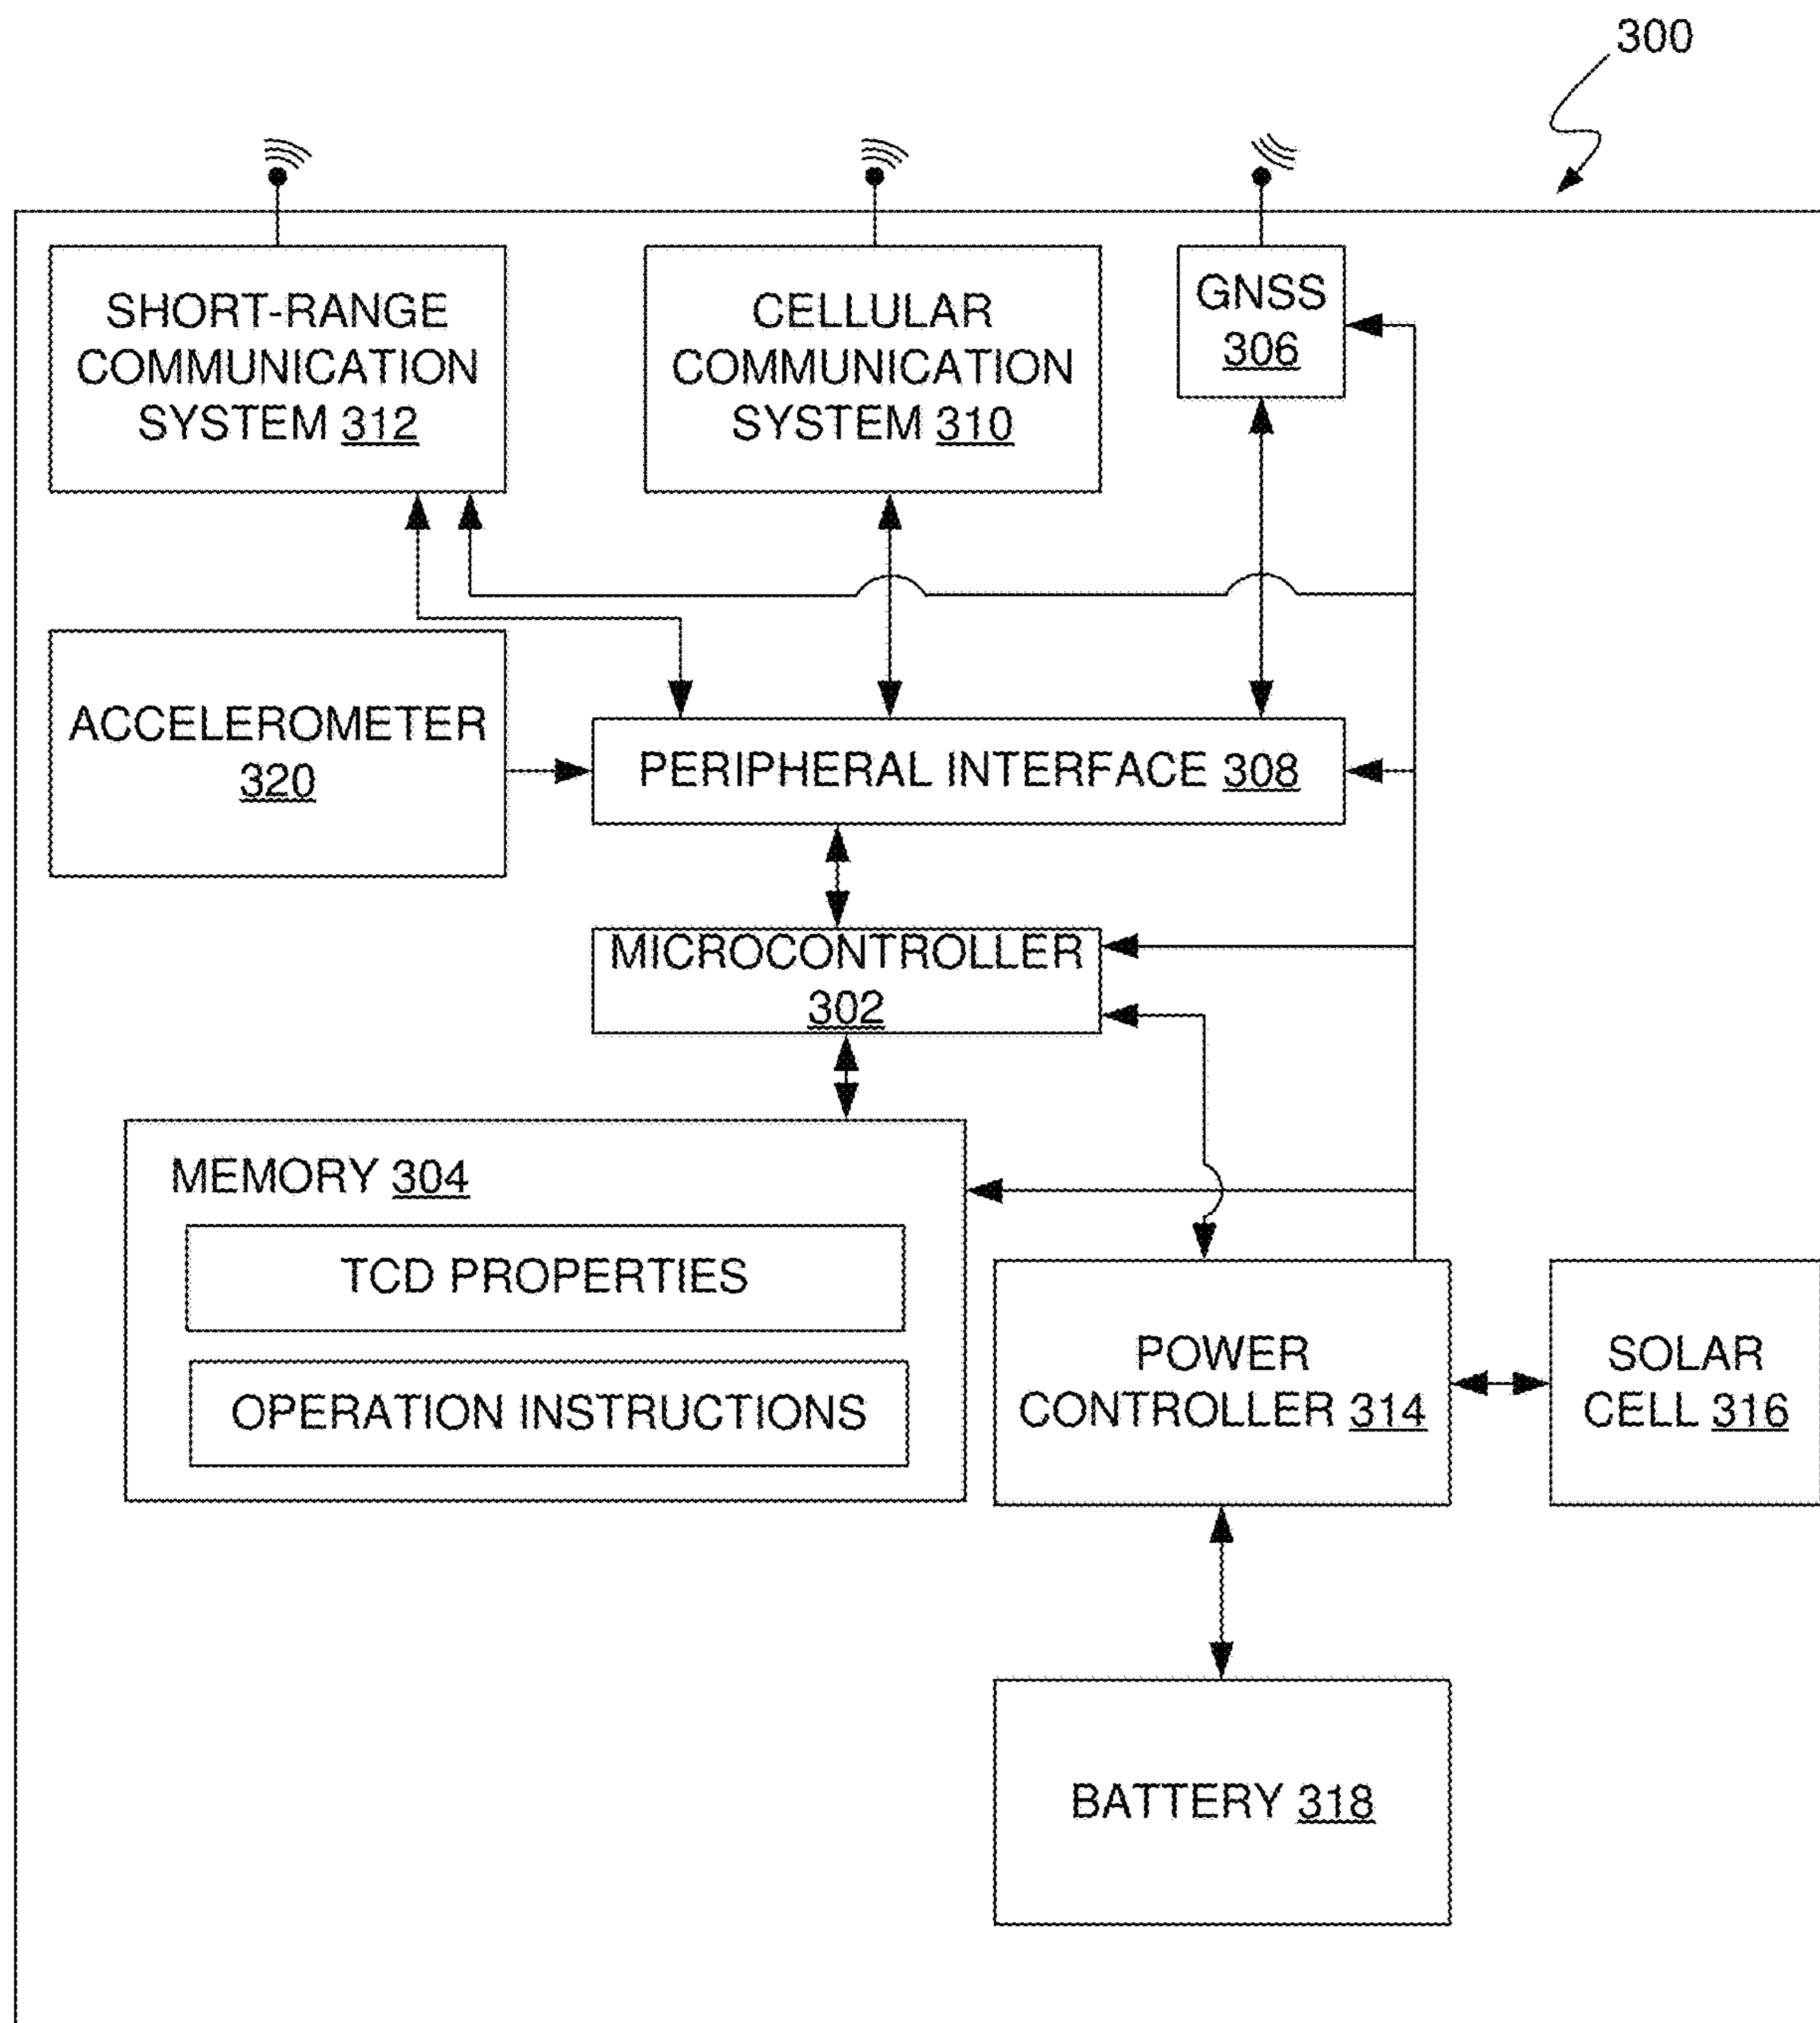 300
SHORT-RANGE
COMMUNICATION
SYSTEM 312
CELLULAR
COMMUNICATION
SYSTEM 310
GNSS
306
ACCELEROMETER
320
PERIPHERAL INTERFACE 308
MICROCONTROLLER
302
MEMORY 304
TCD PROPERTIES
OPERATION INSTRUCTIONS
POWER
CONTROLLER 314
SOLAR
CELL 316
BATTERY 318